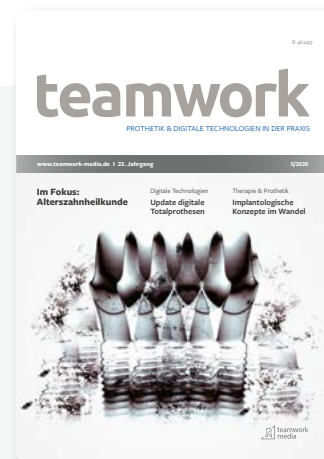 B 46249
teamwork
PROTHETIK & DIGITALE TECHNOLOGIEN IN DER PRAXIS
www.teamwork-media.de I 23. Jahrgang
5/2020
Im Fokus:
Alterszahnheilkunde
Digitale Technologien
Update digitale
Totalprothesen
Therapie & Prothetik
Implantologische
Konzepte im Wandel
teamwork
media